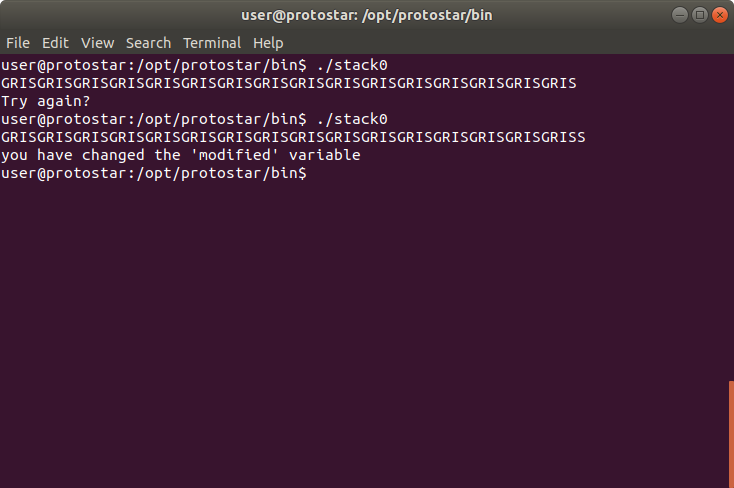 user@protostar: /opt/protostar/bin
File Edit View Search Terminal Help
user@protostar:/opt/protostar/bin$ ./stack0
GRISGRISGRISGRISGRISGRISGRISGRISGRISGRISGRISGRISGRISGRISGRISGRIS
Try again?
user@protostar:/opt/protostar/bin$ ./stack0
GRISGRISGRISGRISGRISGRISGRISGRISGRISGRISGRISGRISGRISGRISGRISGRISS
you have changed the 'modified' variable
user@protostar:/opt/protostar/bin$